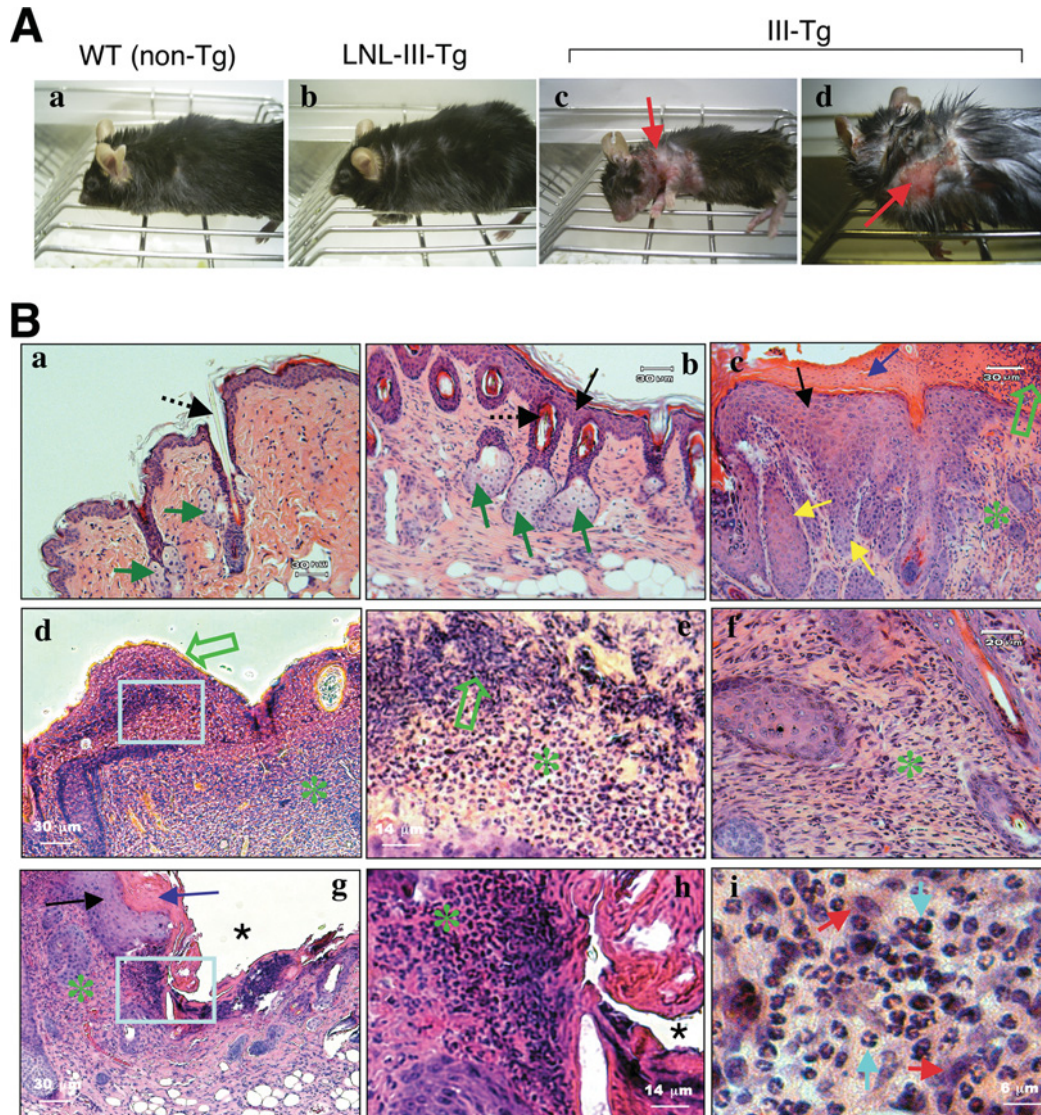 A
WT (non-Tg)
LNL-III-Tg
III-Tg
a
b
c
d
B
a
30 μm
b
30 μm
c
30 μm
d
30 μm
e
14 μm
f
20 μm
g
*
30 μm
h
*
14 μm
i
6 μm